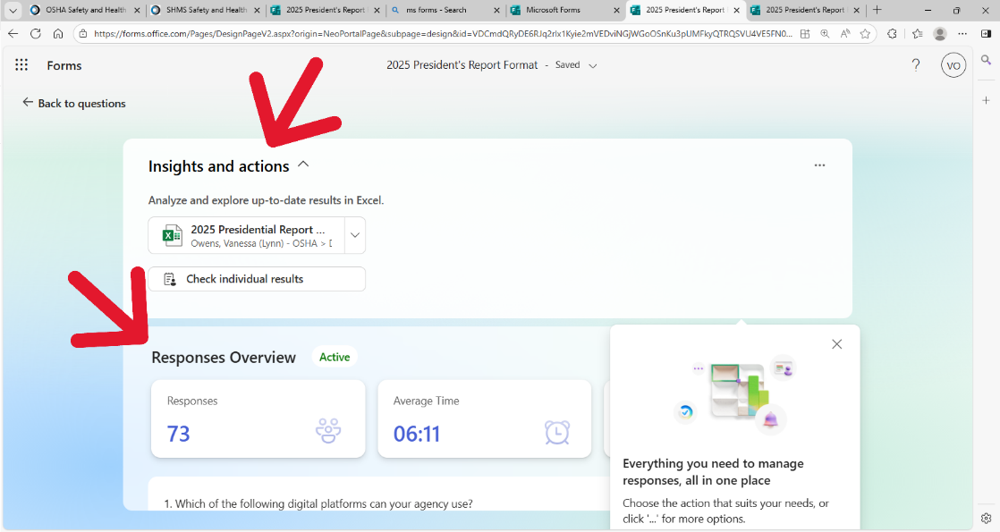 OSHA Safety and Health
SHMS Safety and Health
2025 President's Report
ms forms - Search
Microsoft Forms
2025 President's Report
2025 President's Report
https://forms.office.com/Pages/DesignPageV2.aspx?origin=NeoPortalPage&subpage=design&id=
Forms
2025 President's Report Format - Saved
?
VO
Back to questions
Insights and actions
Analyze and explore up-to-date results in Excel.
2025 Presidential Report ...
Owens, Vanessa (Lynn) - OSHA > D
Check individual results
Responses Overview
Active
Responses
73
Average Time
06:11
Everything you need to manage
responses, all in one place
Choose the action that suits your needs, or
click '...' for more options.
1. Which of the following digital platforms can your agency use?